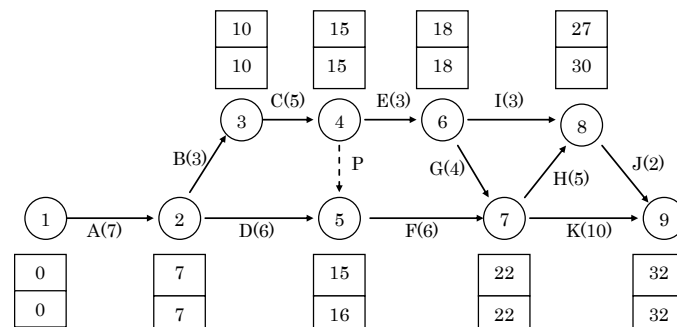 10 15 18 27
10 15 18 30
C(5) E(3) I(3)
3 4 6 8
B(3) P G(4) H(5) J(2)
1 2 5 7 9
A(7) D(6) F(6) K(10)
0 7 15 22 32
0 7 16 22 32